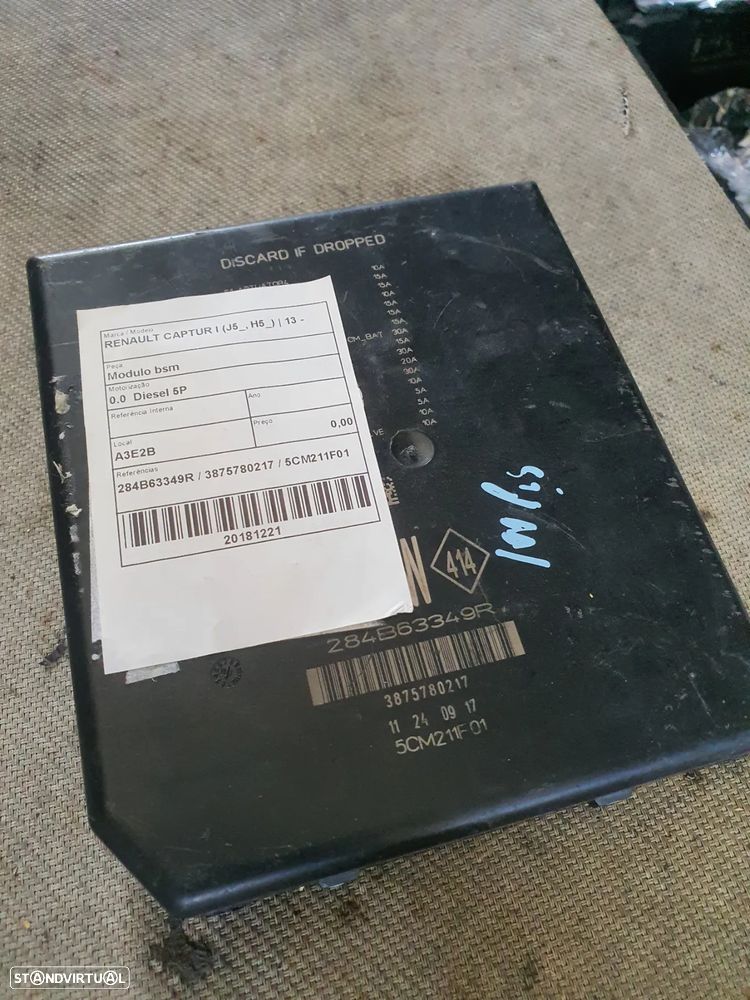 DISCARD IF DROPPED
10A
15A
15A
10A
15A
15A
30A
CM_BAT 15A
30A
20A
30A
10A
5A
5A
10A
Marca / Modelo
RENAULT CAPTUR I (J5_, H5_) | 13 -
Peça
Modulo bsm
Motorização
0.0 Diesel 5P
Referência Interna
Ano
Local
Preço
A3E2B
0,00
Referências
284B63349R / 3875780217 / 5CM211F01
20181221
N
414
284B63349R
3875780217
11 24 09 17
5CM211F01
STANDVIRTUAL